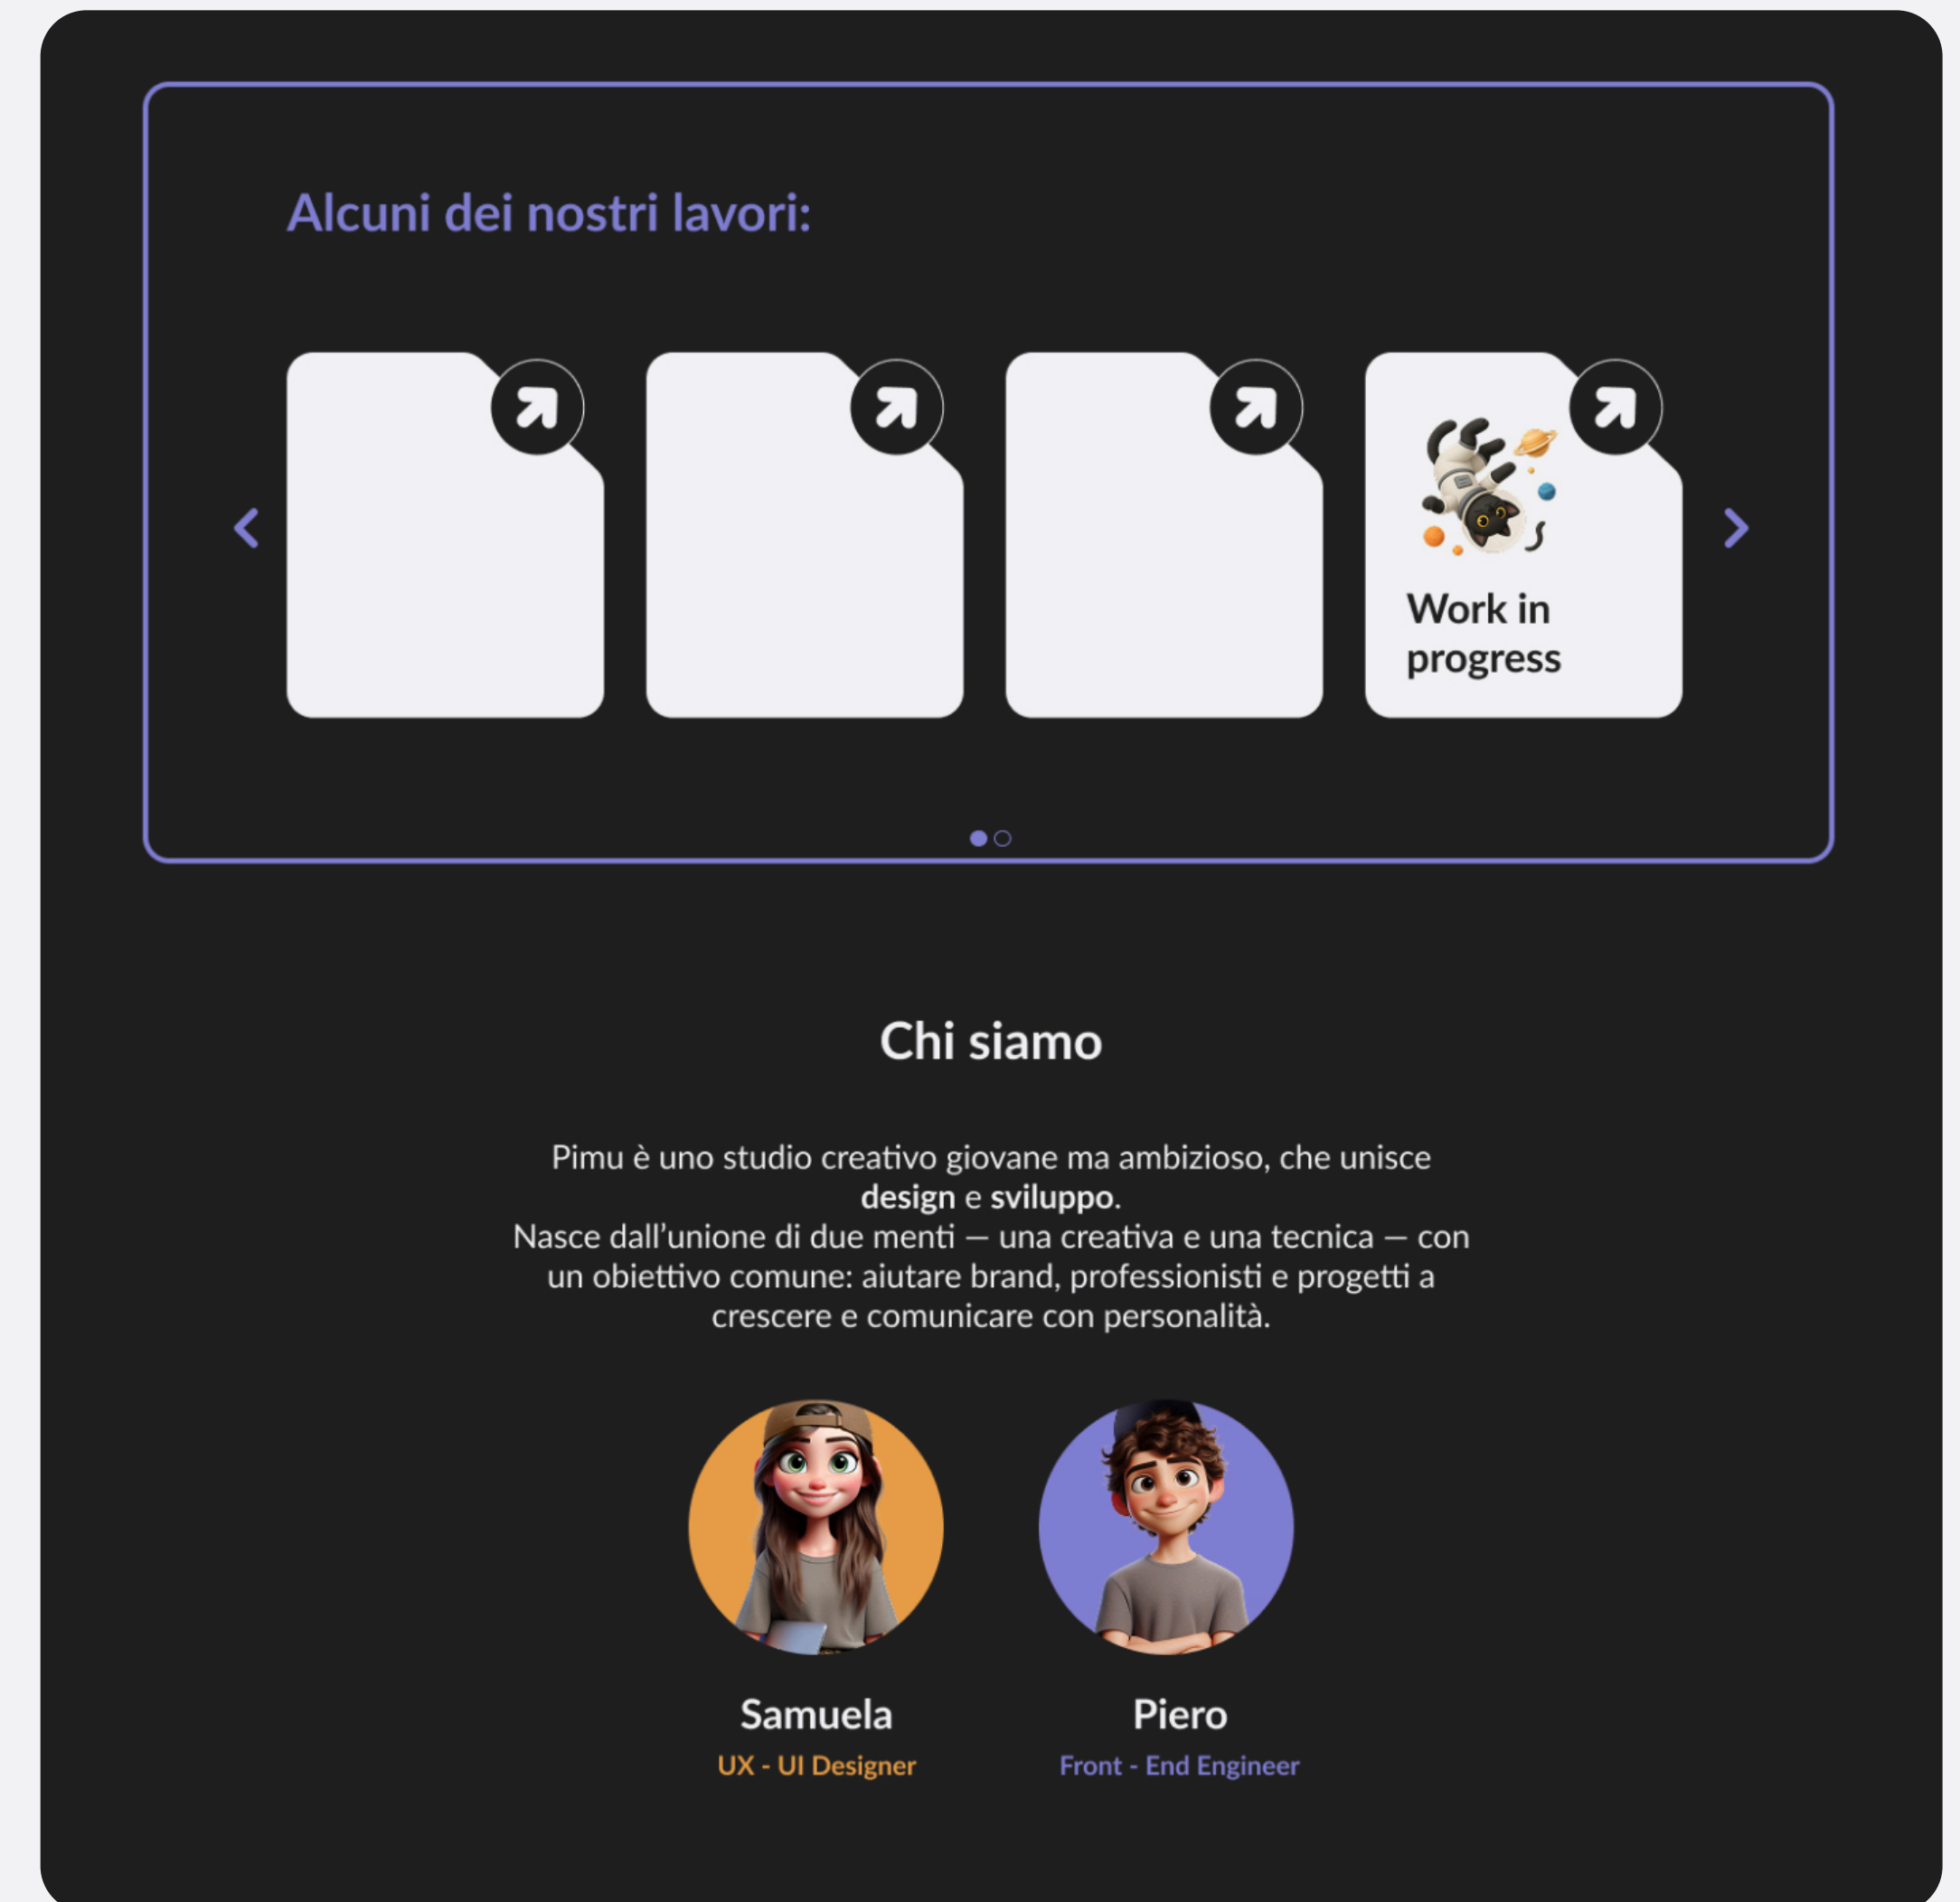 Alcuni dei nostri lavori:
Work in
progress
Chi siamo
Pimu è uno studio creativo giovane ma ambizioso, che unisce
design e sviluppo.
Nasce dall’unione di due menti — una creativa e una tecnica — con
un obiettivo comune: aiutare brand, professionisti e progetti a
crescere e comunicare con personalità.
Samuela
Piero
UX - UI Designer
Front - End Engineer